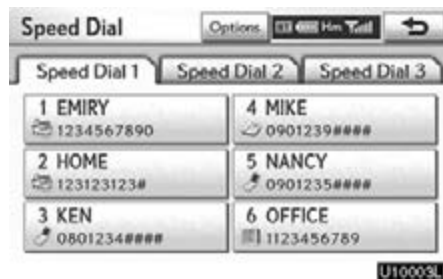 Speed Dial Options Hm
Speed Dial 1 Speed Dial 2 Speed Dial 3
1 EMIRY
1234567890
2 HOME
123123123#
3 KEN
0801234####
4 MIKE
0901239####
5 NANCY
0901235####
6 OFFICE
1123456789
U10003L